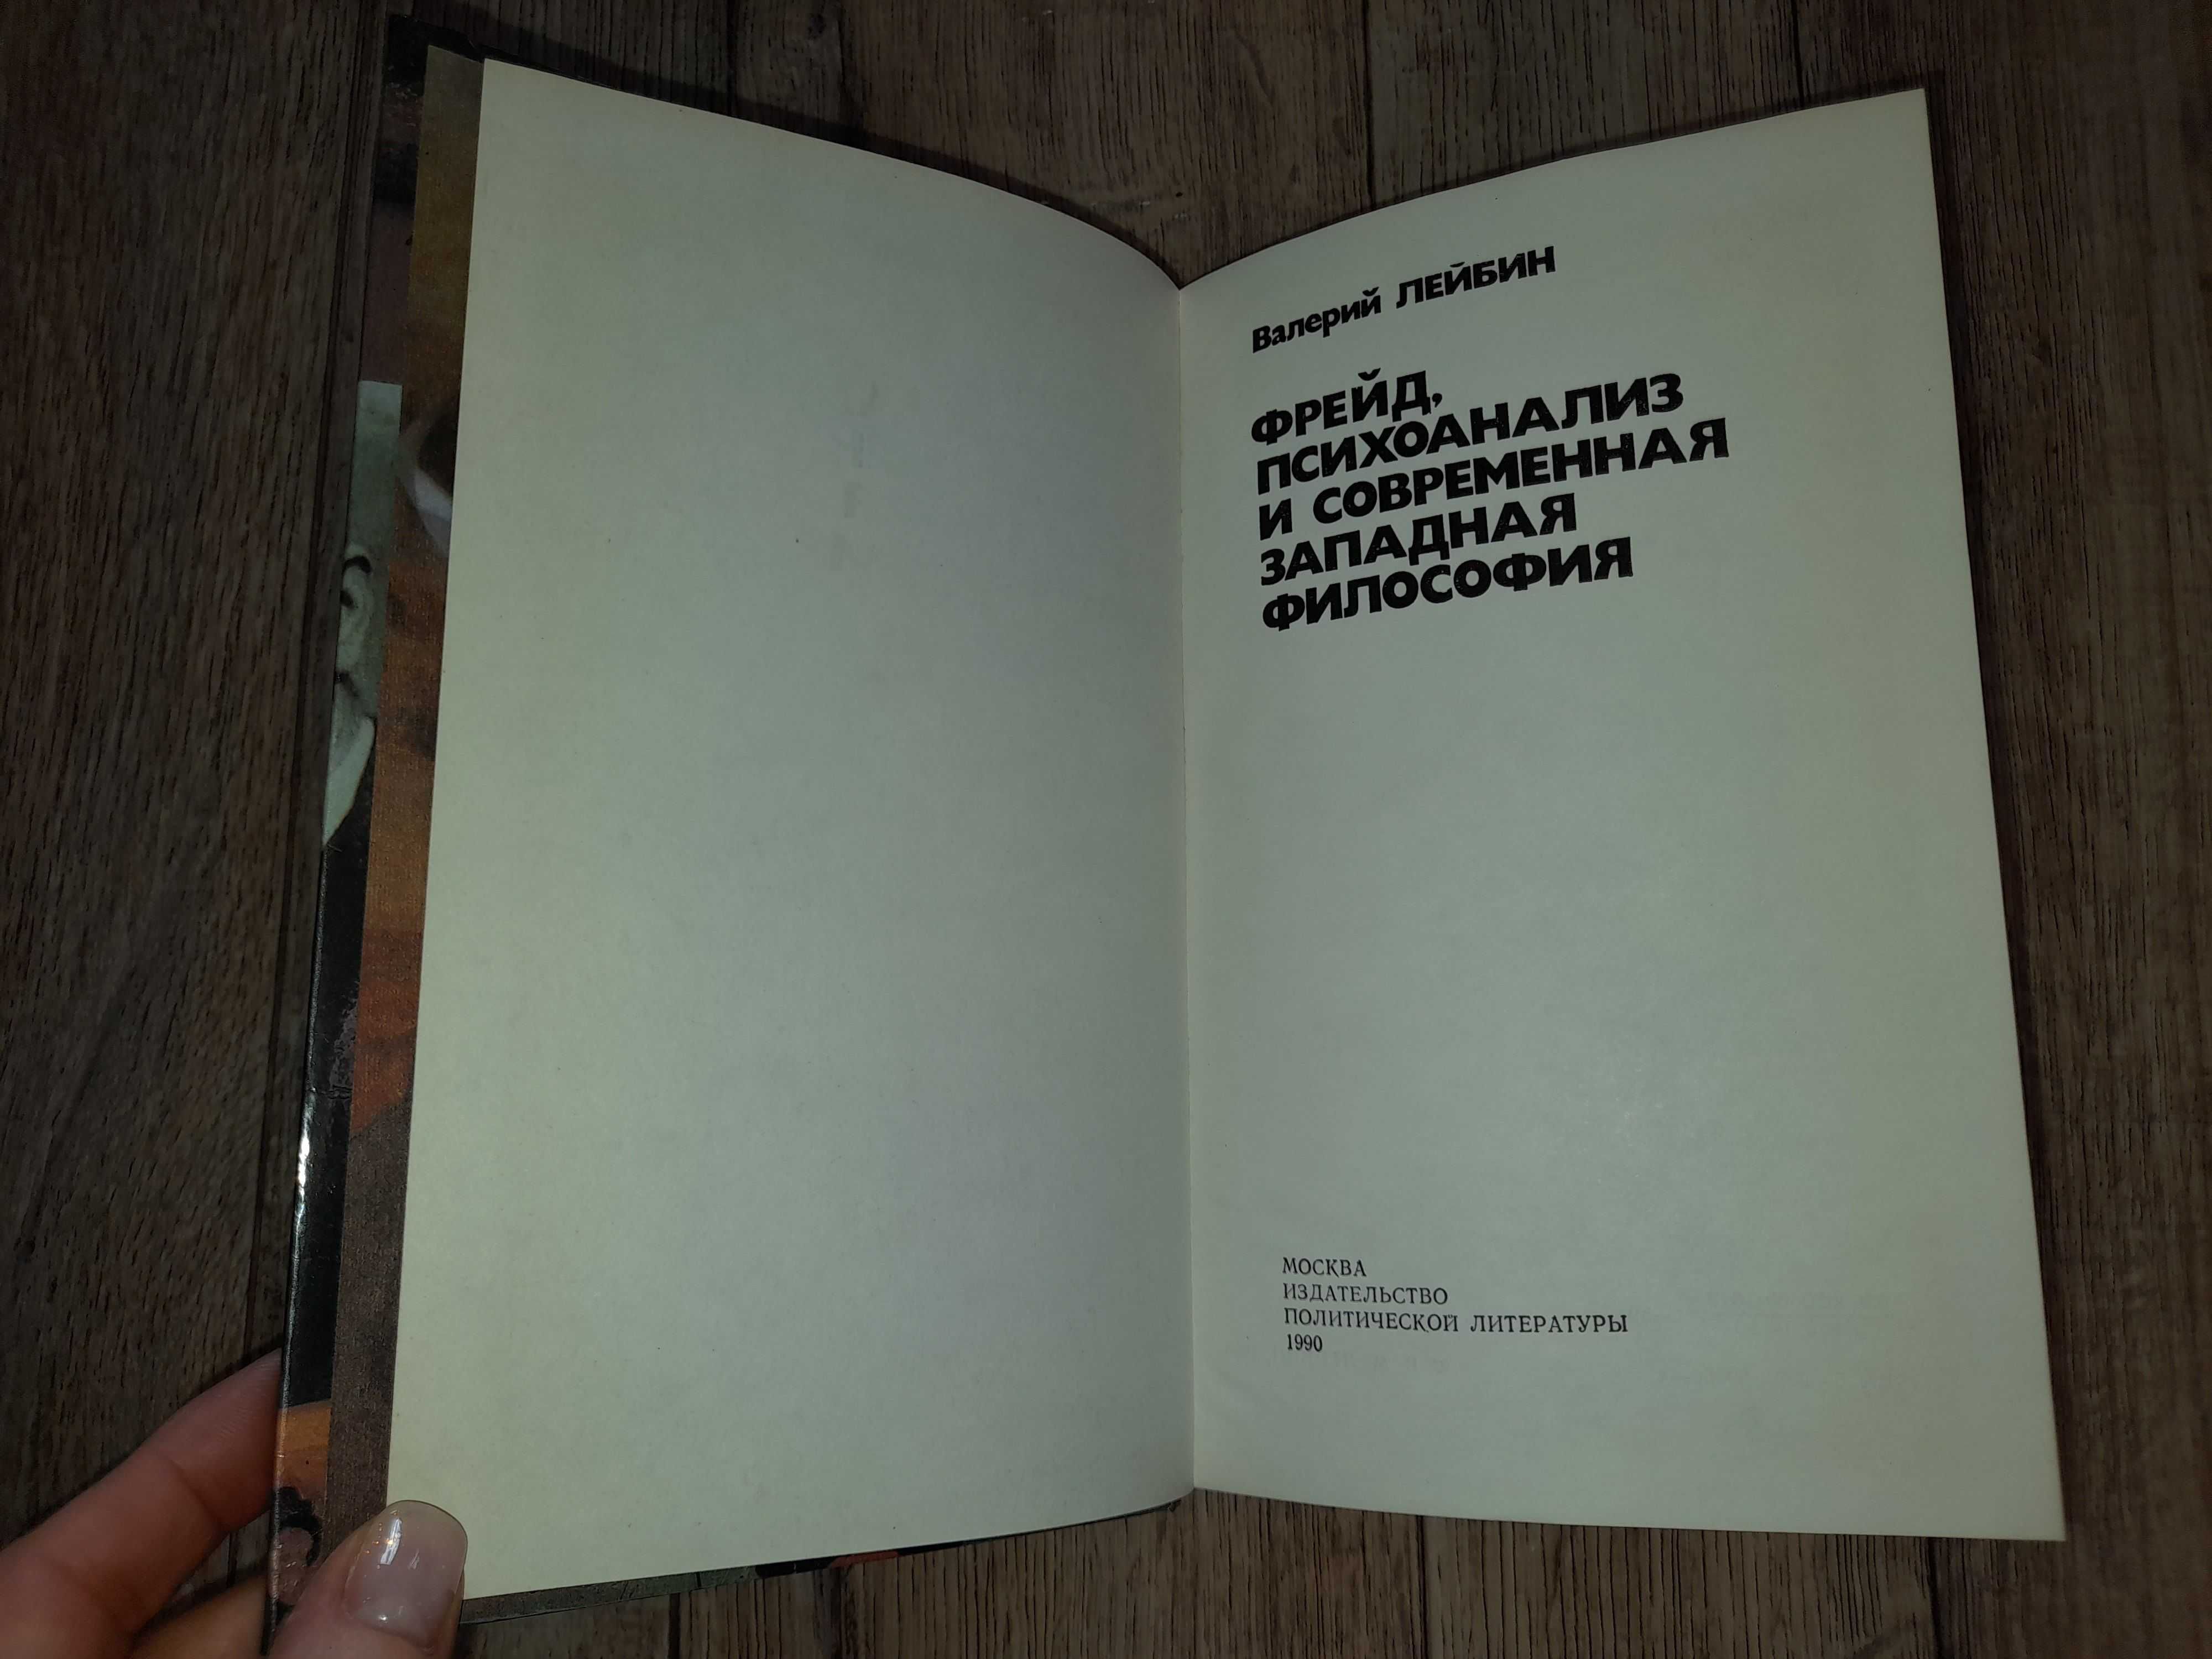 Валерий ЛЕЙБИН
ФРЕЙД,
ПСИХОАНАЛИЗ
И СОВРЕМЕННАЯ
ЗАПАДНАЯ
ФИЛОСОФИЯ
МОСКВА
ИЗДАТЕЛЬСТВО
ПОЛИТИЧЕСКОЙ ЛИТЕРАТУРЫ
1990